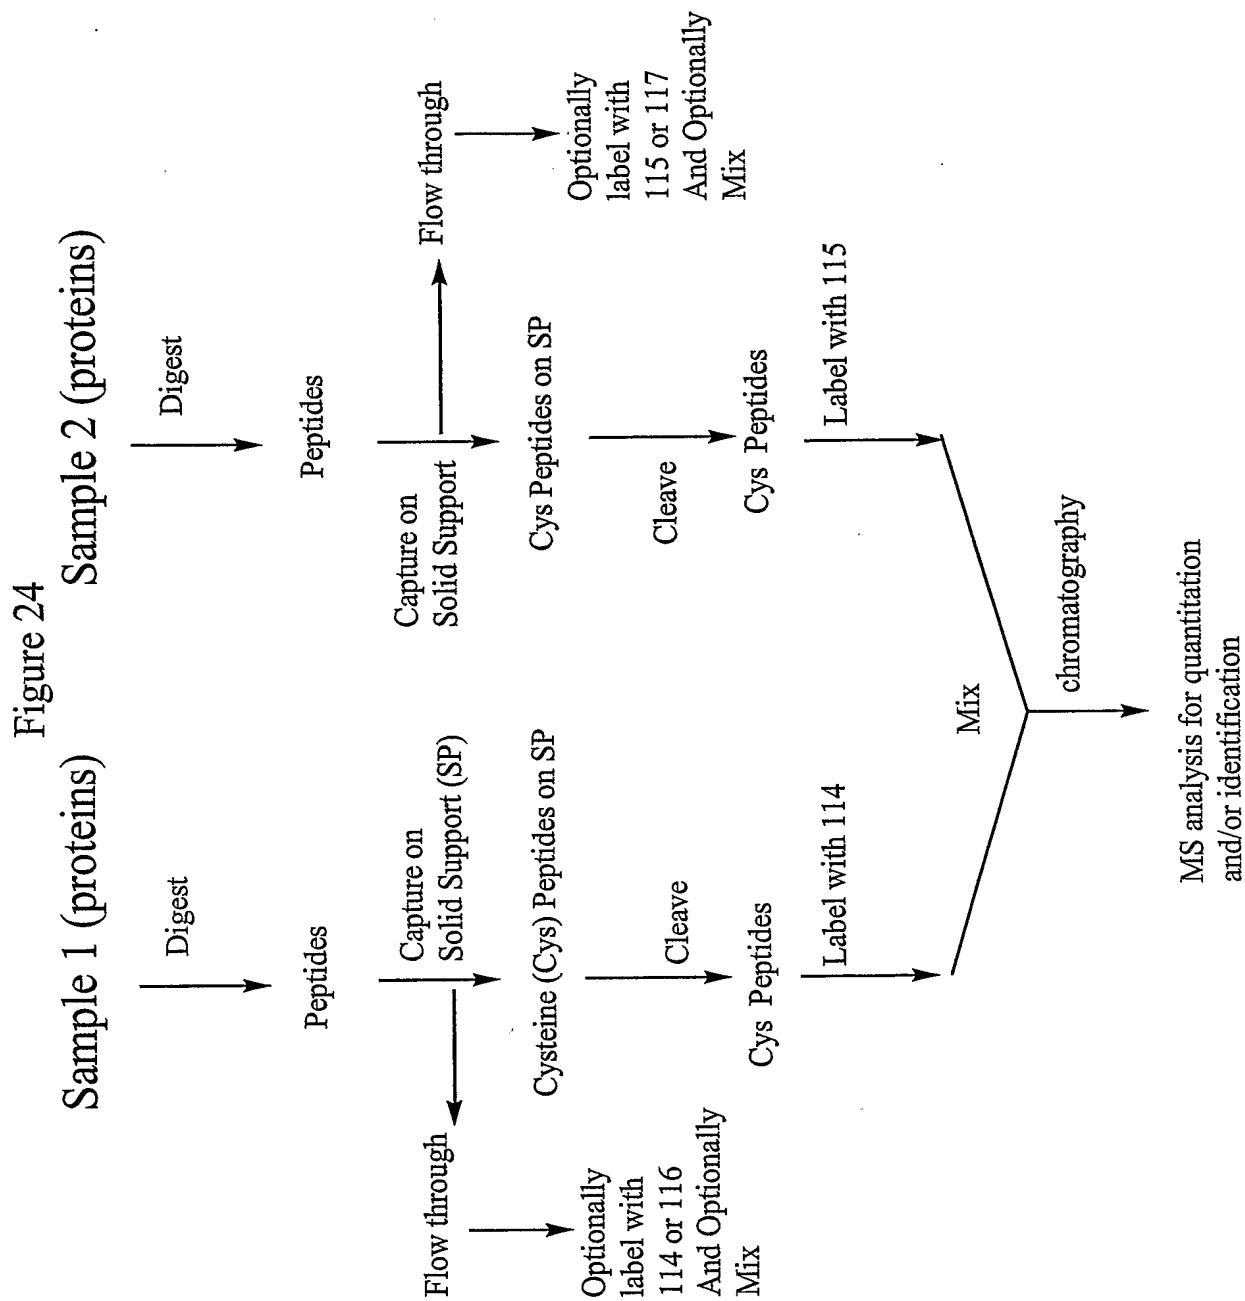 Figure 24
Sample 1 (proteins)
Digest
Peptides
Capture on
Solid Support (SP)
Flow through
Optionally
label with
114 or 116
And Optionally
Mix
Cysteine (Cys) Peptides on SP
Cleave
Cys Peptides
Label with 114
Sample 2 (proteins)
Digest
Peptides
Capture on
Solid Support
Flow through
Optionally
label with
115 or 117
And Optionally
Mix
Cys Peptides on SP
Cleave
Cys Peptides
Label with 115
Mix
chromatography
MS analysis for quantitation
and/or identification